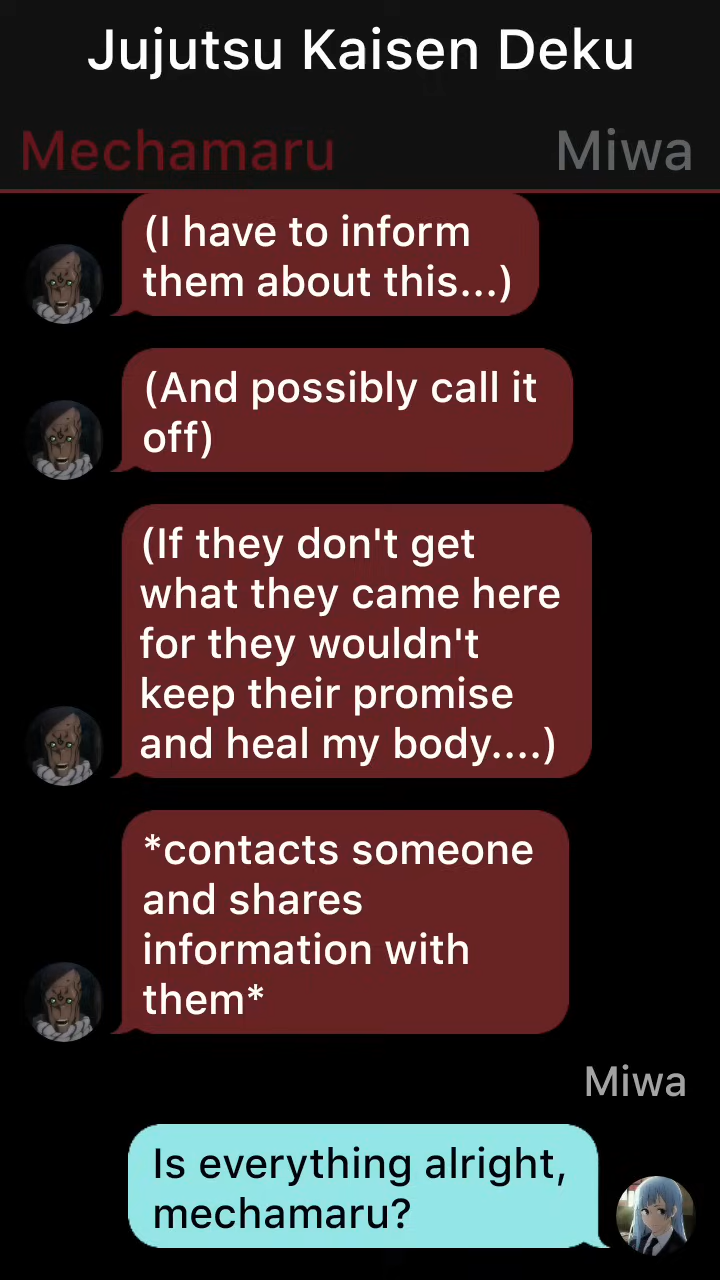 Jujutsu Kaisen Deku
Mechamaru Miwa
(I have to inform
them about this...)
(And possibly call it
off)
(If they don't get
what they came here
for they wouldn't
keep their promise
and heal my body....)
*contacts someone
and shares
information with
them*
Miwa
Is everything alright,
mechamaru?